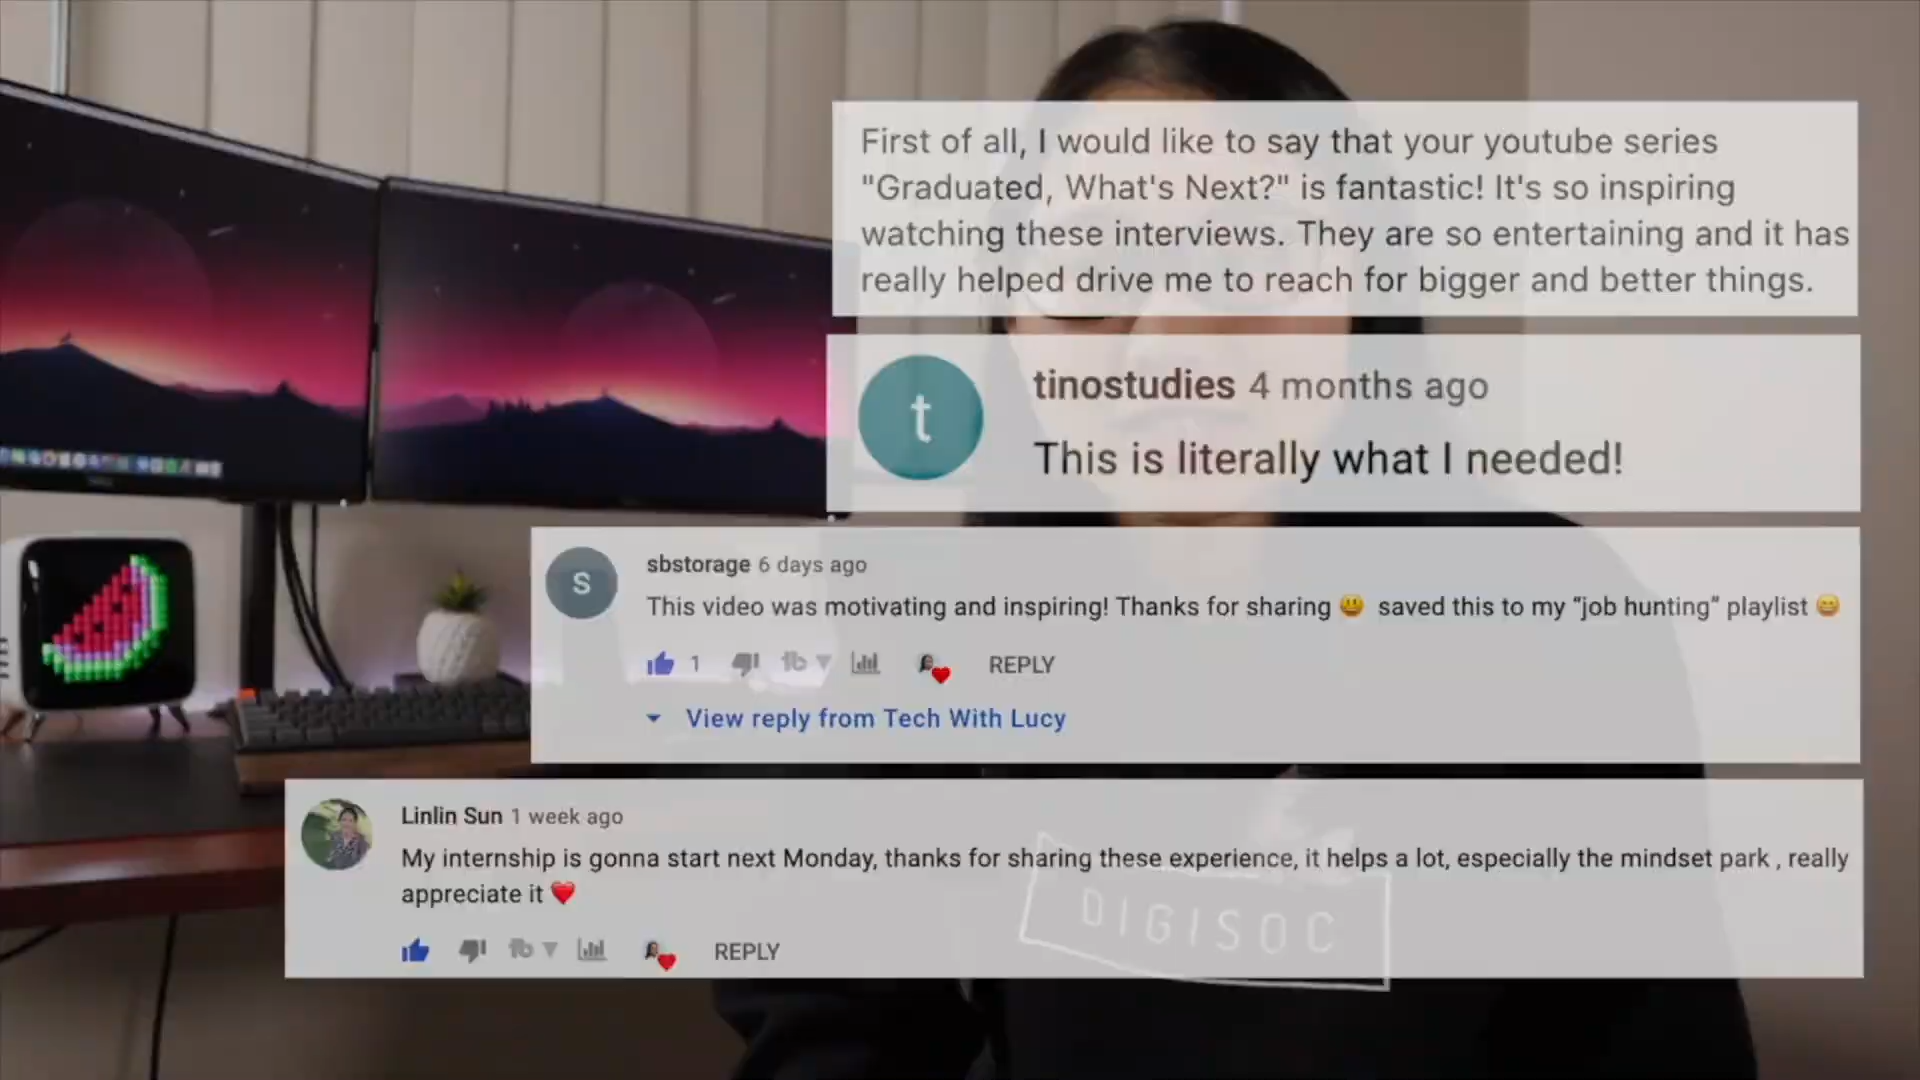 First of all, I would like to say that your youtube series
"Graduated, What's Next?" is fantastic! It's so inspiring
watching these interviews. They are so entertaining and it has
really helped drive me to reach for bigger and better things.
t
tinostudies 4 months ago
This is literally what I needed!
S
sbstorage 6 days ago
This video was motivating and inspiring! Thanks for sharing 😃 saved this to my “job hunting” playlist 😄
1
REPLY
View reply from Tech With Lucy
Linlin Sun 1 week ago
My internship is gonna start next Monday, thanks for sharing these experience, it helps a lot, especially the mindset park , really
appreciate it ❤️
REPLY
DIGISOC